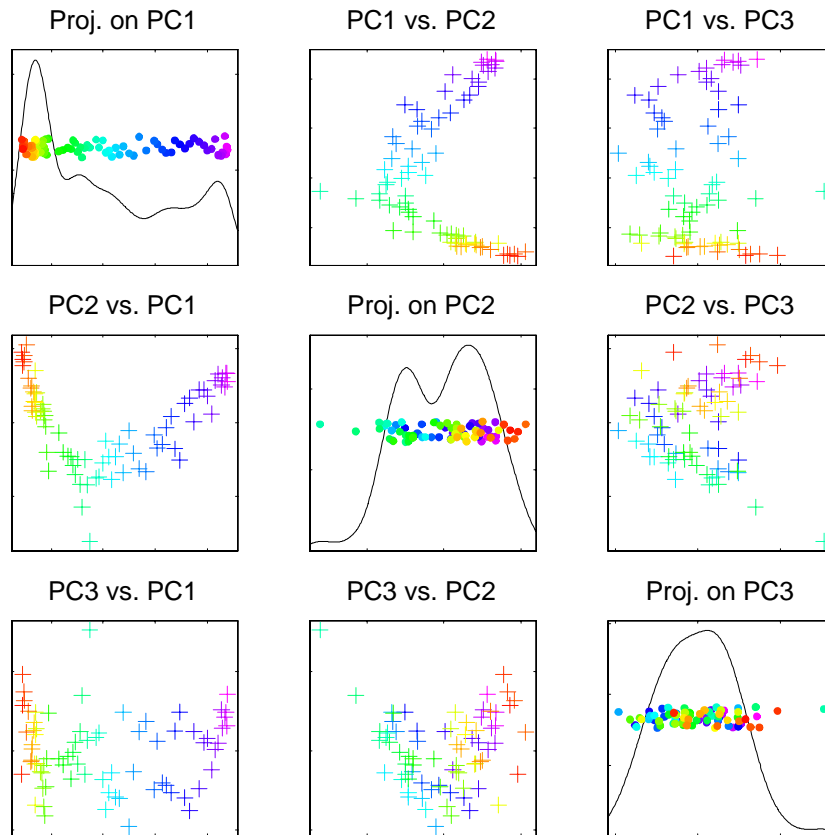 Proj. on PC1
PC1 vs. PC2
PC1 vs. PC3
PC2 vs. PC1
Proj. on PC2
PC2 vs. PC3
PC3 vs. PC1
PC3 vs. PC2
Proj. on PC3